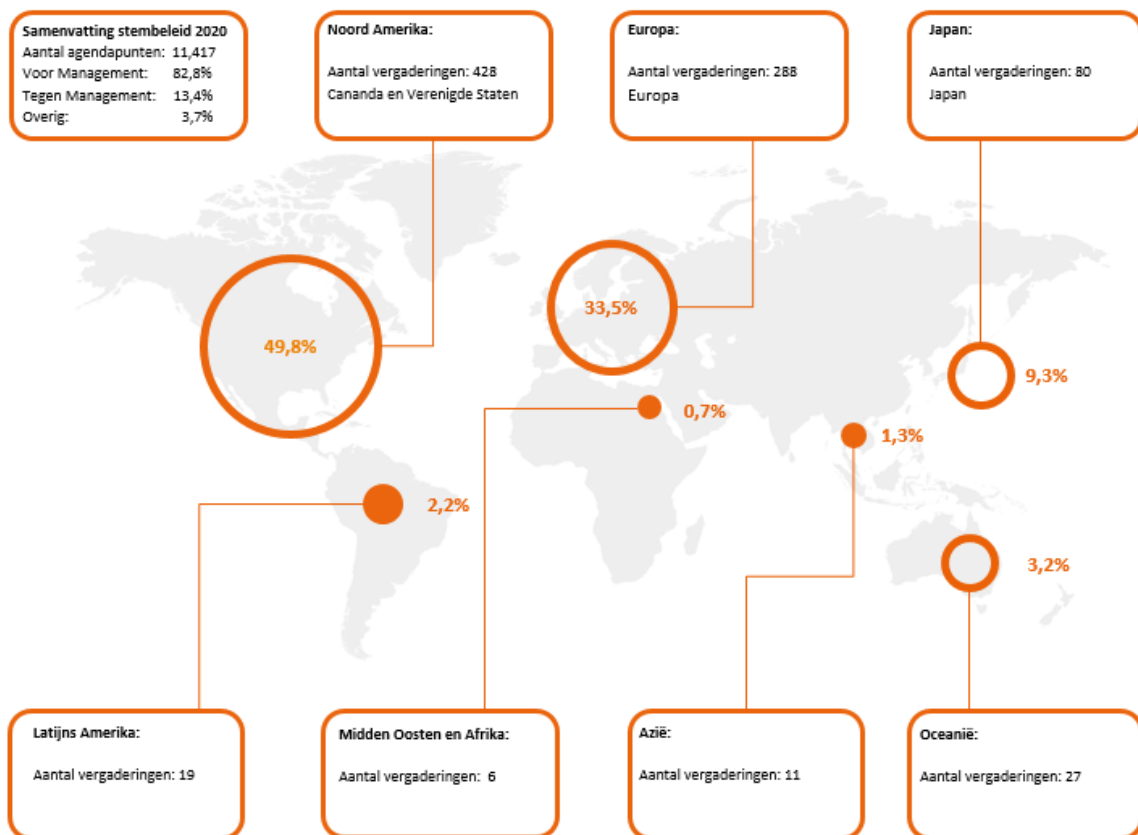 Samenvatting stembeleid 2020
Aantal agendapunten: 11,417
Voor Management: 82,8%
Tegen Management: 13,4%
Overig: 3,7%
Noord Amerika:
Aantal vergaderingen: 428
Cananda en Verenigde Staten
Europa:
Aantal vergaderingen: 288
Europa
Japan:
Aantal vergaderingen: 80
Japan
49,8%
33,5%
9,3%
0,7%
1,3%
2,2%
3,2%
Latijns Amerika:
Aantal vergaderingen: 19
Midden Oosten en Afrika:
Aantal vergaderingen: 6
Azië:
Aantal vergaderingen: 11
Oceanië:
Aantal vergaderingen: 27